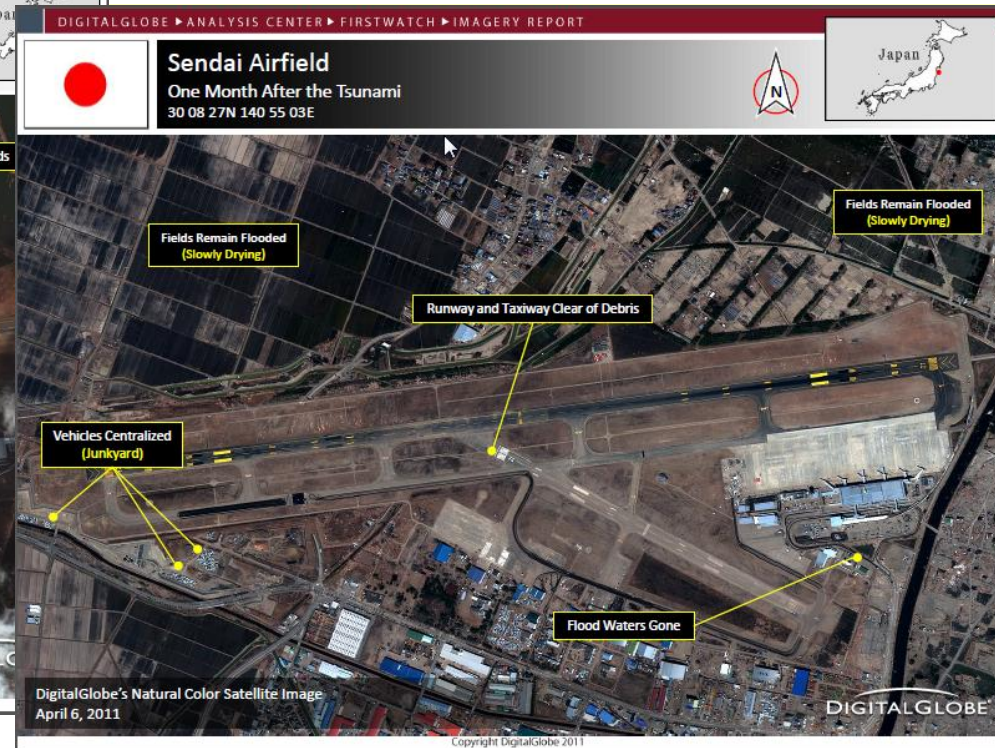 DIGITALGLOBE ▶ ANALYSIS CENTER ▶ FIRSTWATCH ▶ IMAGERY REPORT
Sendai Airfield
One Month After the Tsunami
30 08 27N 140 55 03E
N
Japan
Fields Remain Flooded
(Slowly Drying)
Fields Remain Flooded
(Slowly Drying)
Runway and Taxiway Clear of Debris
Vehicles Centralized
(Junkyard)
Flood Waters Gone
DigitalGlobe's Natural Color Satellite Image
April 6, 2011
DIGITALGLOBE
Copyright DigitalGlobe 2011